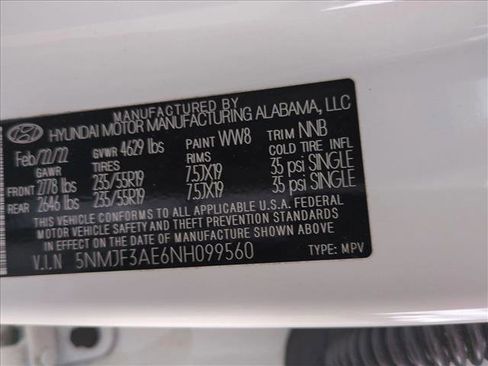 MANUFACTURED BY
HYUNDAI MOTOR MANUFACTURING ALABAMA, LLC
Feb/22/22 GVWR 4629 lbs PAINT WW8 TRIM NNB
GAWR TIRES RIMS COLD TIRE INFL
FRONT 2778 lbs 235/55R19 7.5JX19 35 psi SINGLE
REAR 2646 lbs 235/55R19 7.5JX19 35 psi SINGLE
THIS VEHICLE CONFORMS TO ALL APPLICABLE U.S.A. FEDERAL
MOTOR VEHICLE SAFETY AND THEFT PREVENTION STANDARDS
IN EFFECT ON THE DATE OF MANUFACTURE SHOWN ABOVE
V.I.N 5NMJF3AE6NH099560 TYPE: MPV